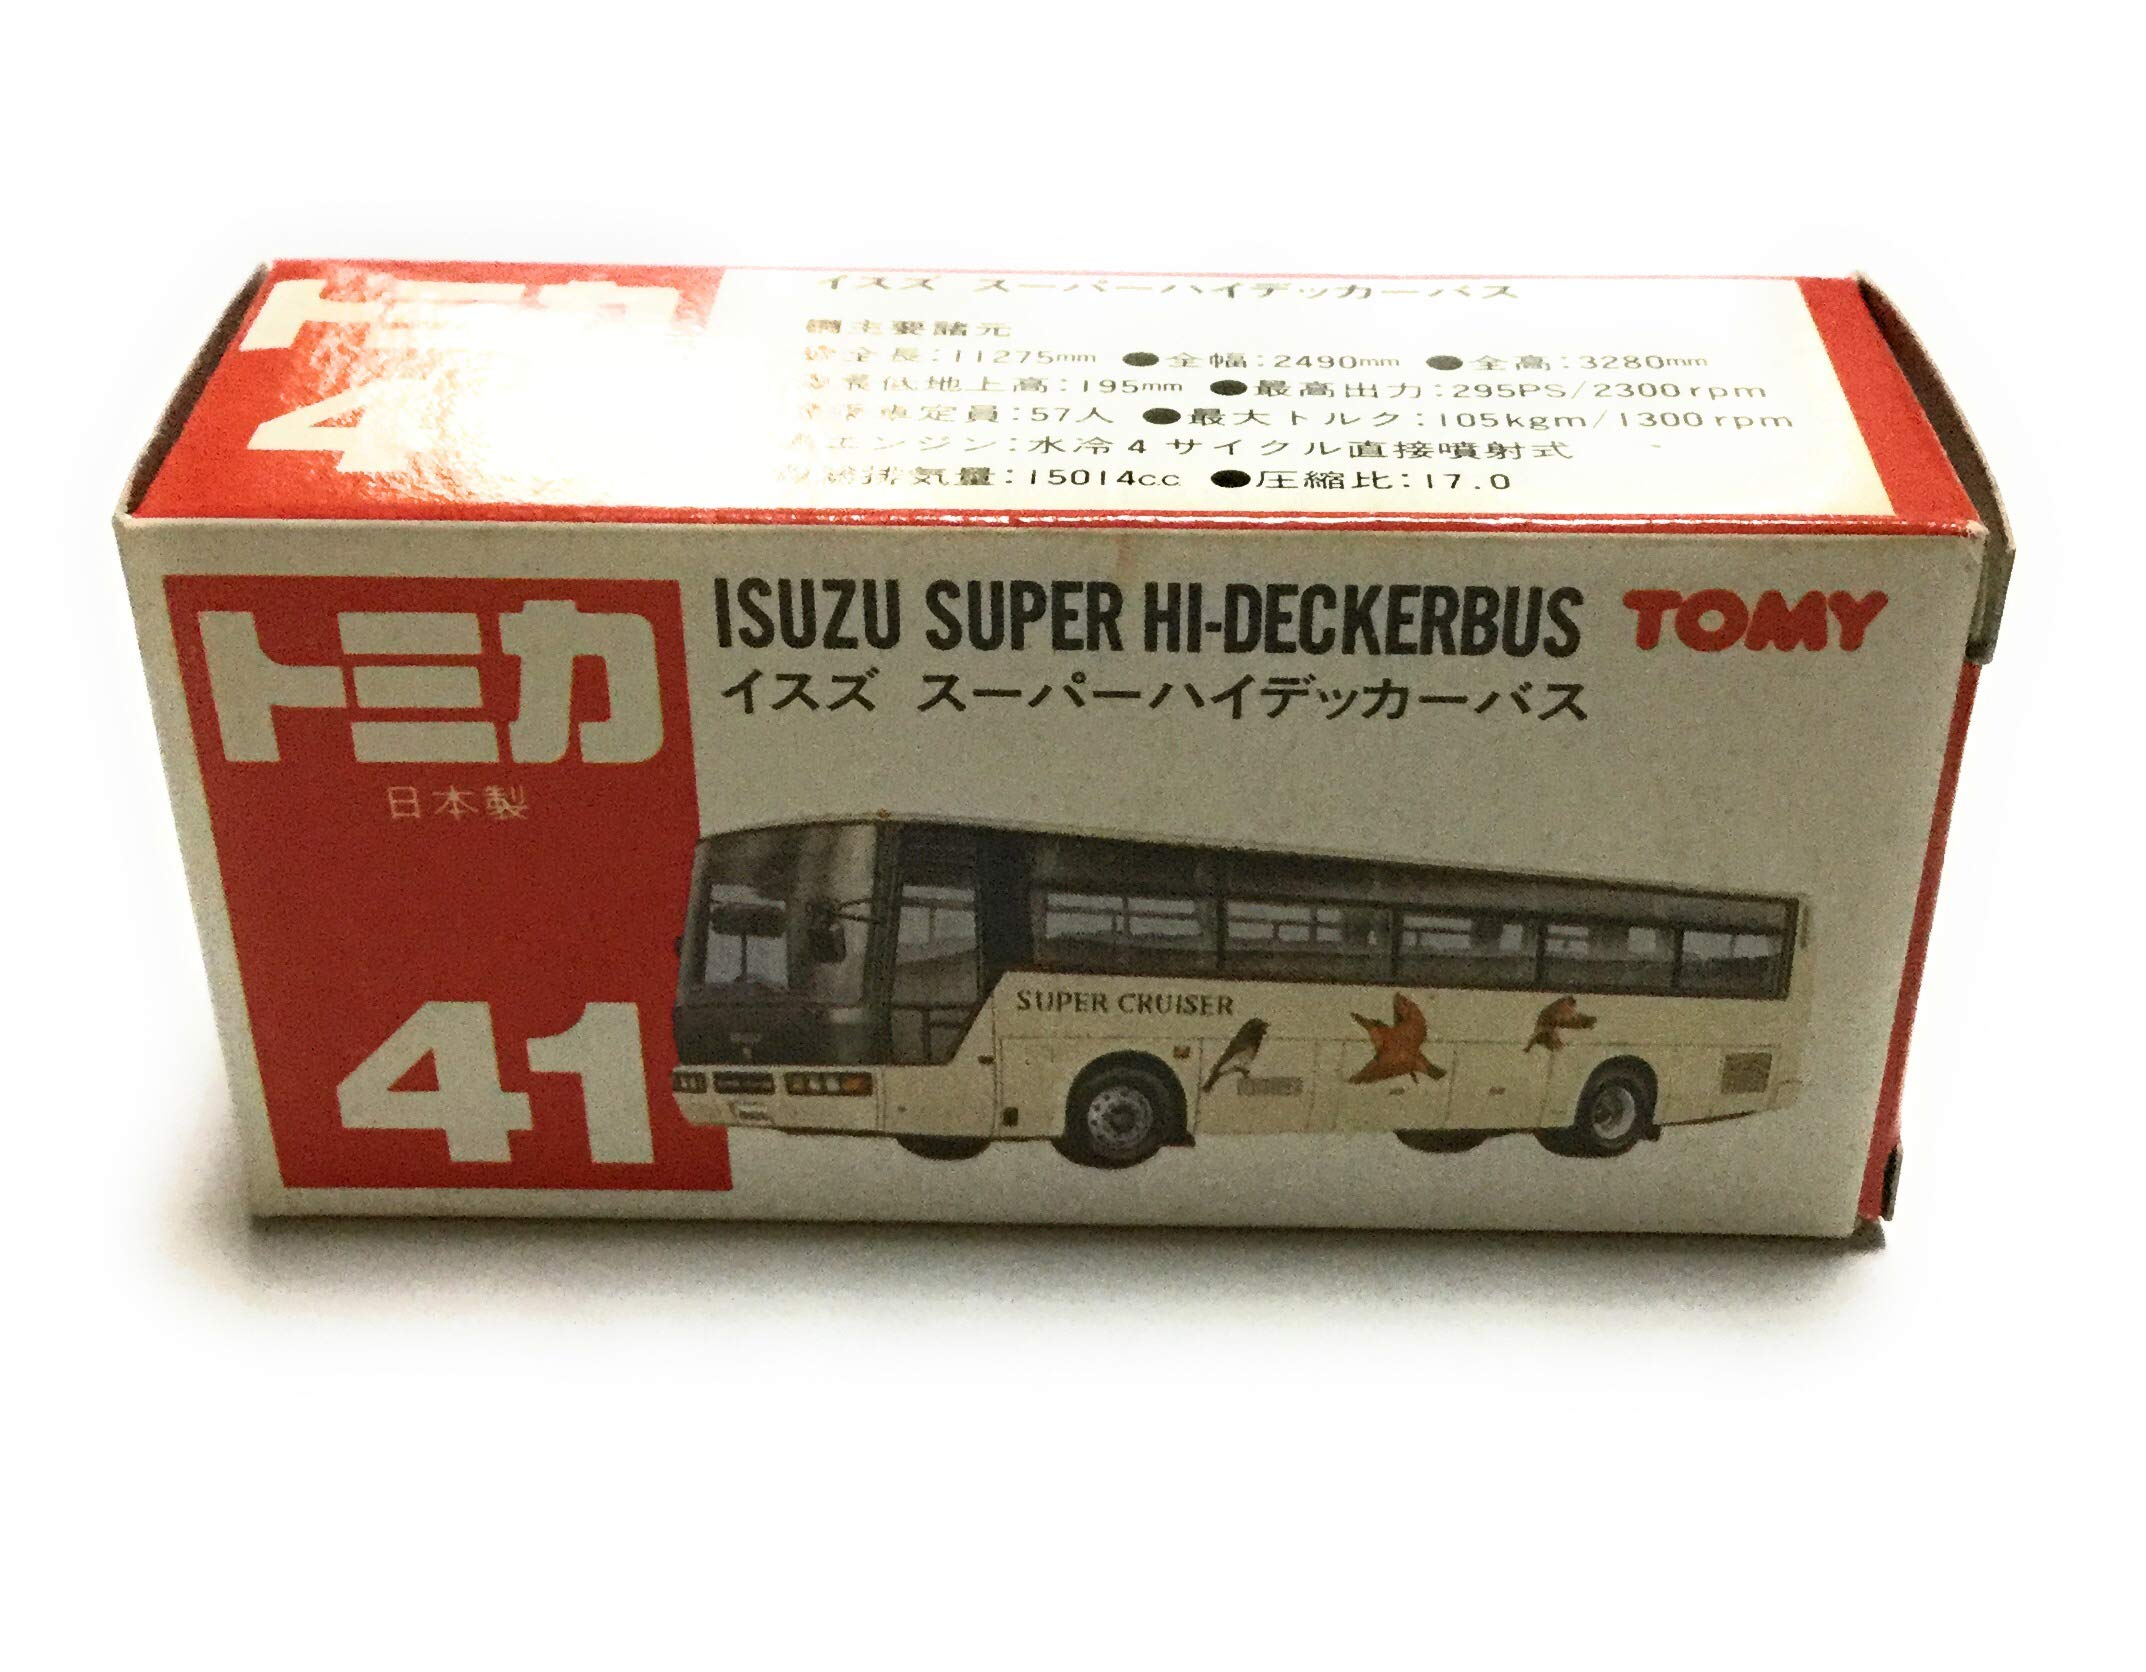 トミカ
イスズ スーパーハイデッカーバス
主要諸元
全長:11275mm ●全幅:2490mm ●全高:3280mm
最低地上高:195mm ●最高出力:295PS/2300rpm
定員:57人 ●最大トルク:105kgm/1300rpm
エンジン:水冷4サイクル直接噴射式
総排気量:15014c.c ●圧縮比:17.0
トミカ
日本製
41
ISUZU SUPER HI-DECKERBUS
TOMY
イスズ スーパーハイデッカーバス
SUPER CRUISER